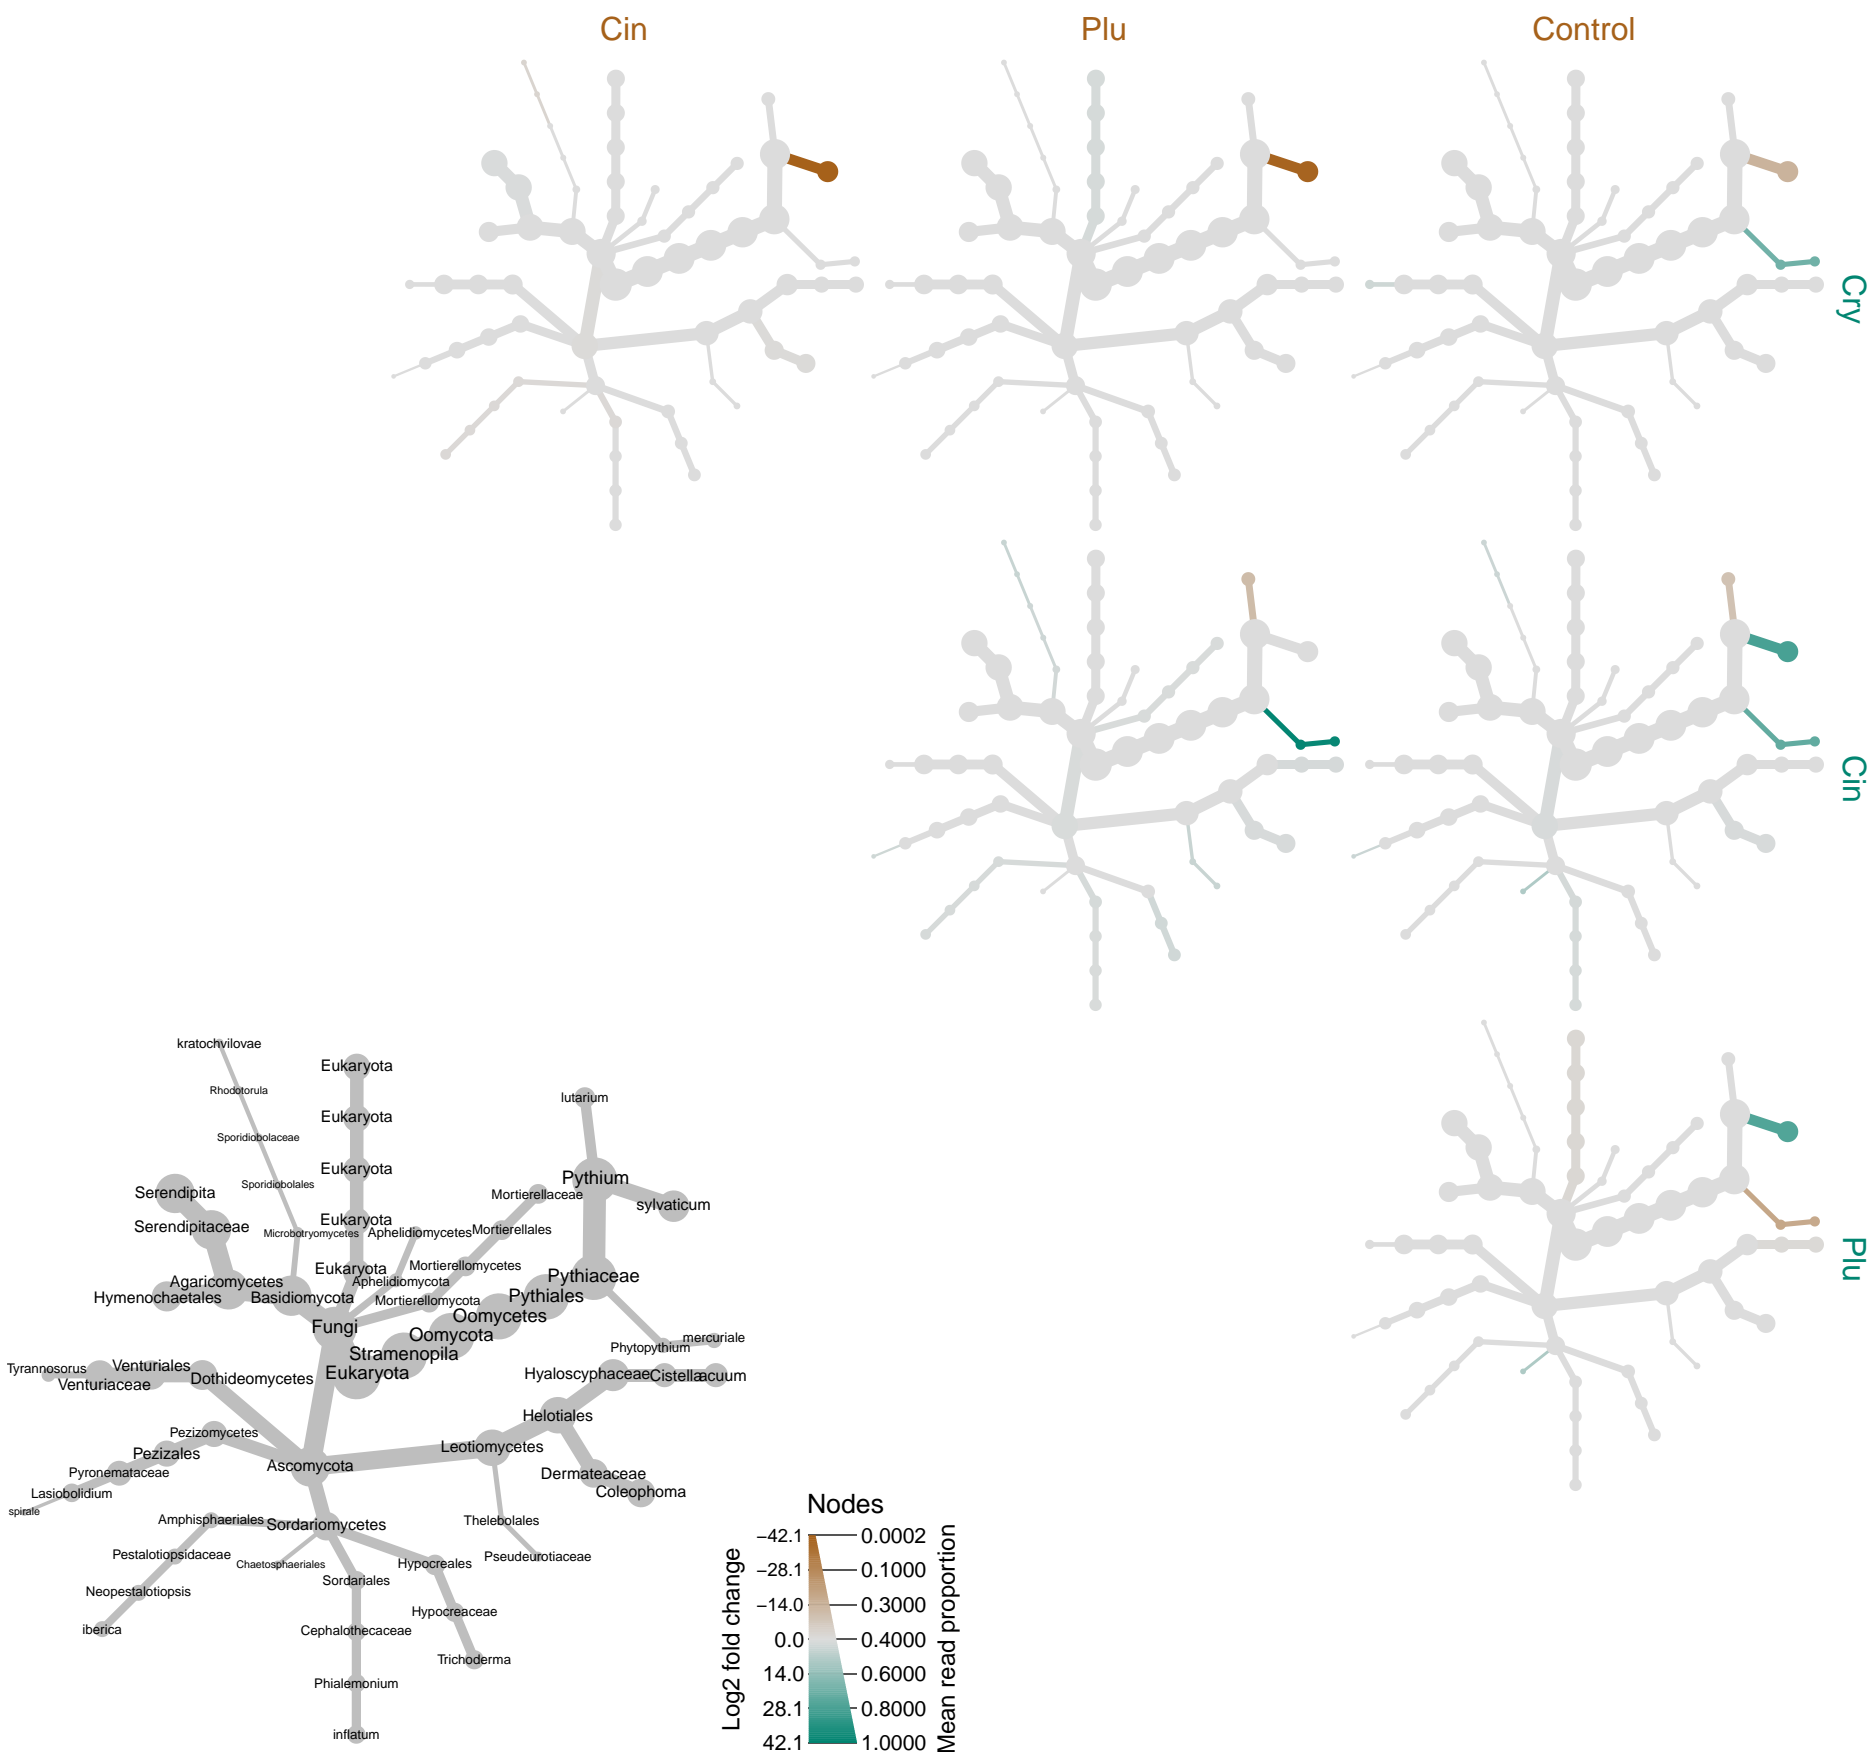 Cin
Plu
Control
Cry
Cin
Plu
kratochvilovae
Eukaryota
Rhodotorula
lutarium
Eukaryota
Sporidiobolaceae
Eukaryota
Pythium
Sporidiobolales
Serendipita
Mortierellaceae
sylvaticum
Serendipitaceae
Eukaryota
Microbotryomycetes
Aphelidiomycetes
Mortierellales
Eukaryota
Mortierellomycetes
Pythiaceae
Agaricomycetes
Aphelidiomycota
Hymenochaetales
Basidiomycota
Mortierellomycota
Pythiales
Oomycetes
Fungi
Oomycota
mercuriale
Phytopythium
Stramenopila
Tyrannosorus
Venturiales
Eukaryota
Venturiaceae
Dothideomycetes
Hyaloscyphaceae
Cistella
acuum
Helotiales
Pezizomycetes
Pezizales
Leotiomycetes
Ascomycota
Pyronemataceae
Dermateaceae
Lasiobolidium
Coleophoma
spirale
Amphisphaeriales
Sordariomycetes
Thelebolales
Pestalotiopsidaceae
Chaetosphaeriales
Hypocreales
Pseudeurotiaceae
Sordariales
Neopestalotiopsis
Hypocreaceae
iberica
Cephalothecaceae
Trichoderma
Phialemonium
inflatum
Nodes
Log2 fold change
Mean read proportion
−42.1 0.0002
−28.1 0.1000
−14.0 0.3000
0.0 0.4000
14.0 0.6000
28.1 0.8000
42.1 1.0000